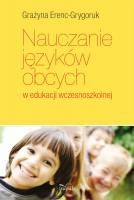 Grażyna Erenc-Grygoruk
Nauczanie
języków
obcych
w edukacji wczesnoszkolnej